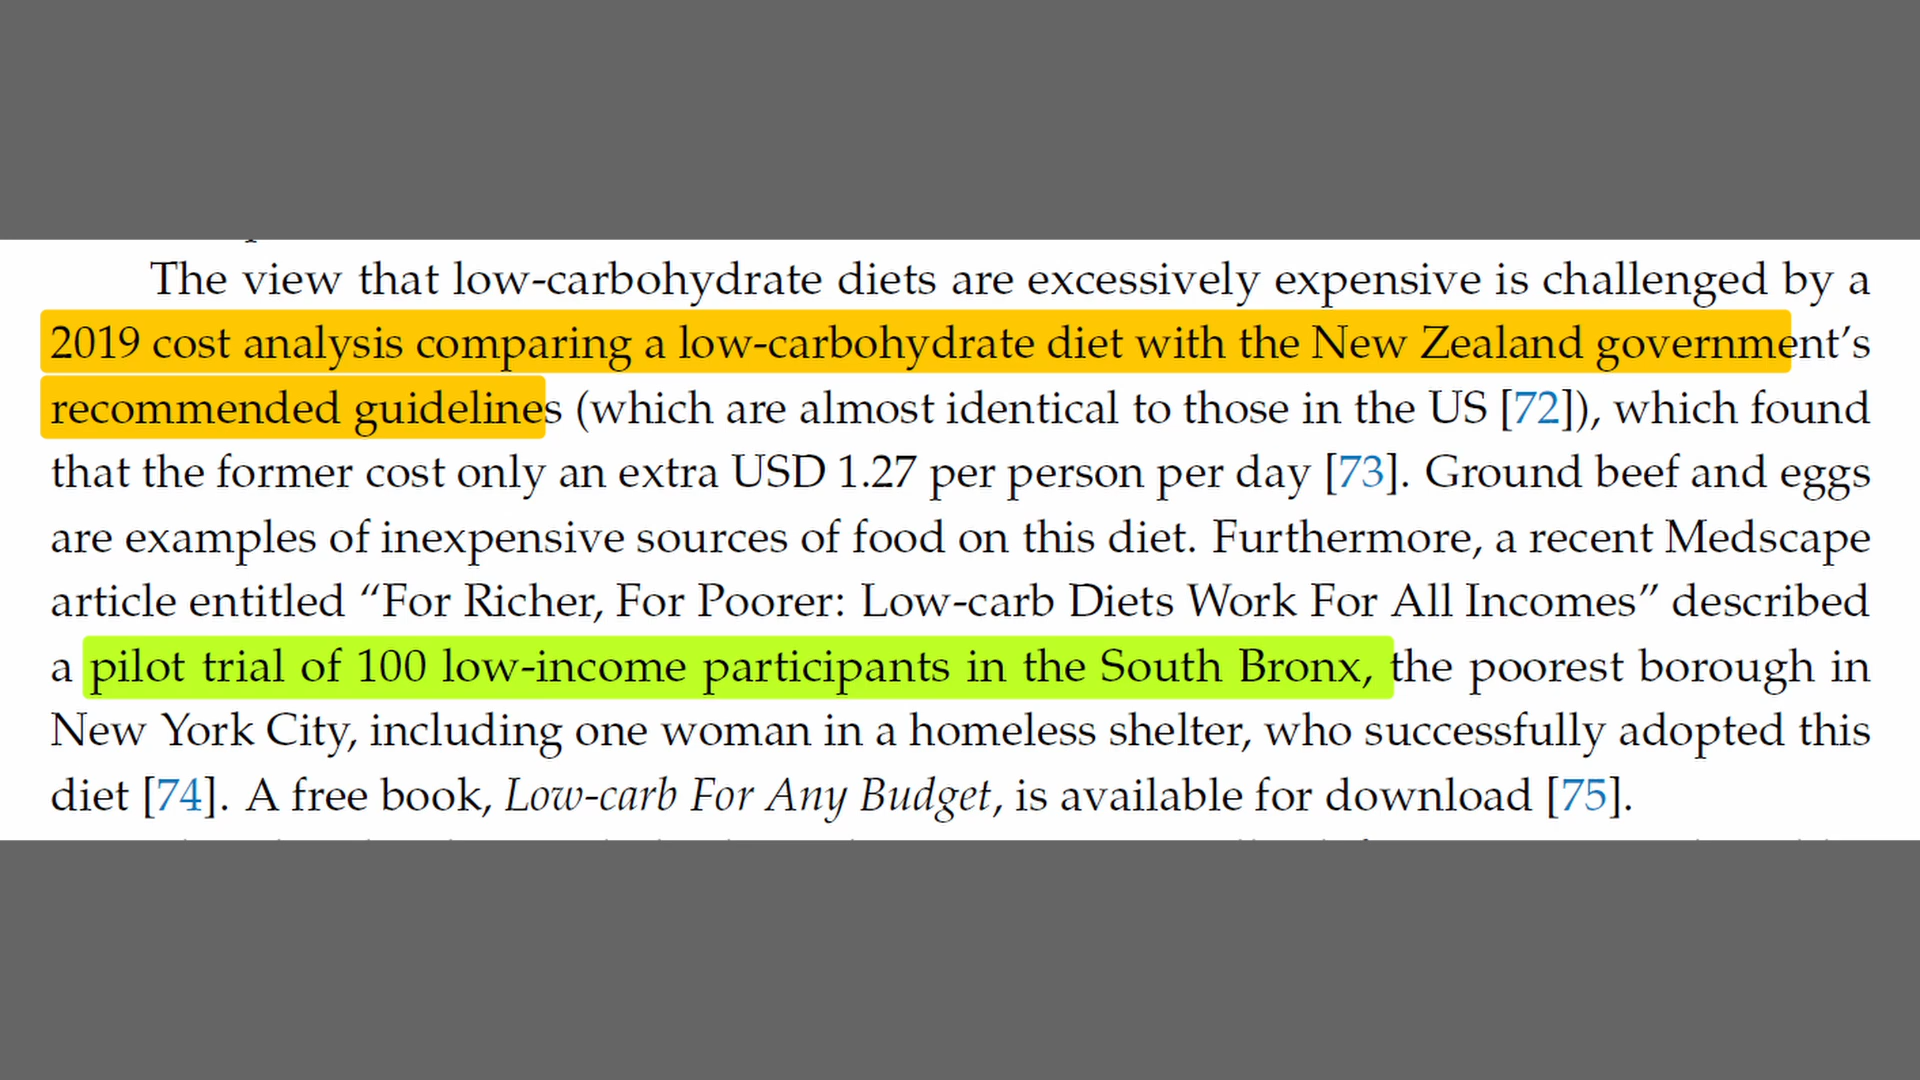 The view that low-carbohydrate diets are excessively expensive is challenged by a
2019 cost analysis comparing a low-carbohydrate diet with the New Zealand government’s
recommended guidelines (which are almost identical to those in the US [72]), which found
that the former cost only an extra USD 1.27 per person per day [73]. Ground beef and eggs
are examples of inexpensive sources of food on this diet. Furthermore, a recent Medscape
article entitled “For Richer, For Poorer: Low-carb Diets Work For All Incomes” described
a pilot trial of 100 low-income participants in the South Bronx, the poorest borough in
New York City, including one woman in a homeless shelter, who successfully adopted this
diet [74]. A free book, Low-carb For Any Budget, is available for download [75].